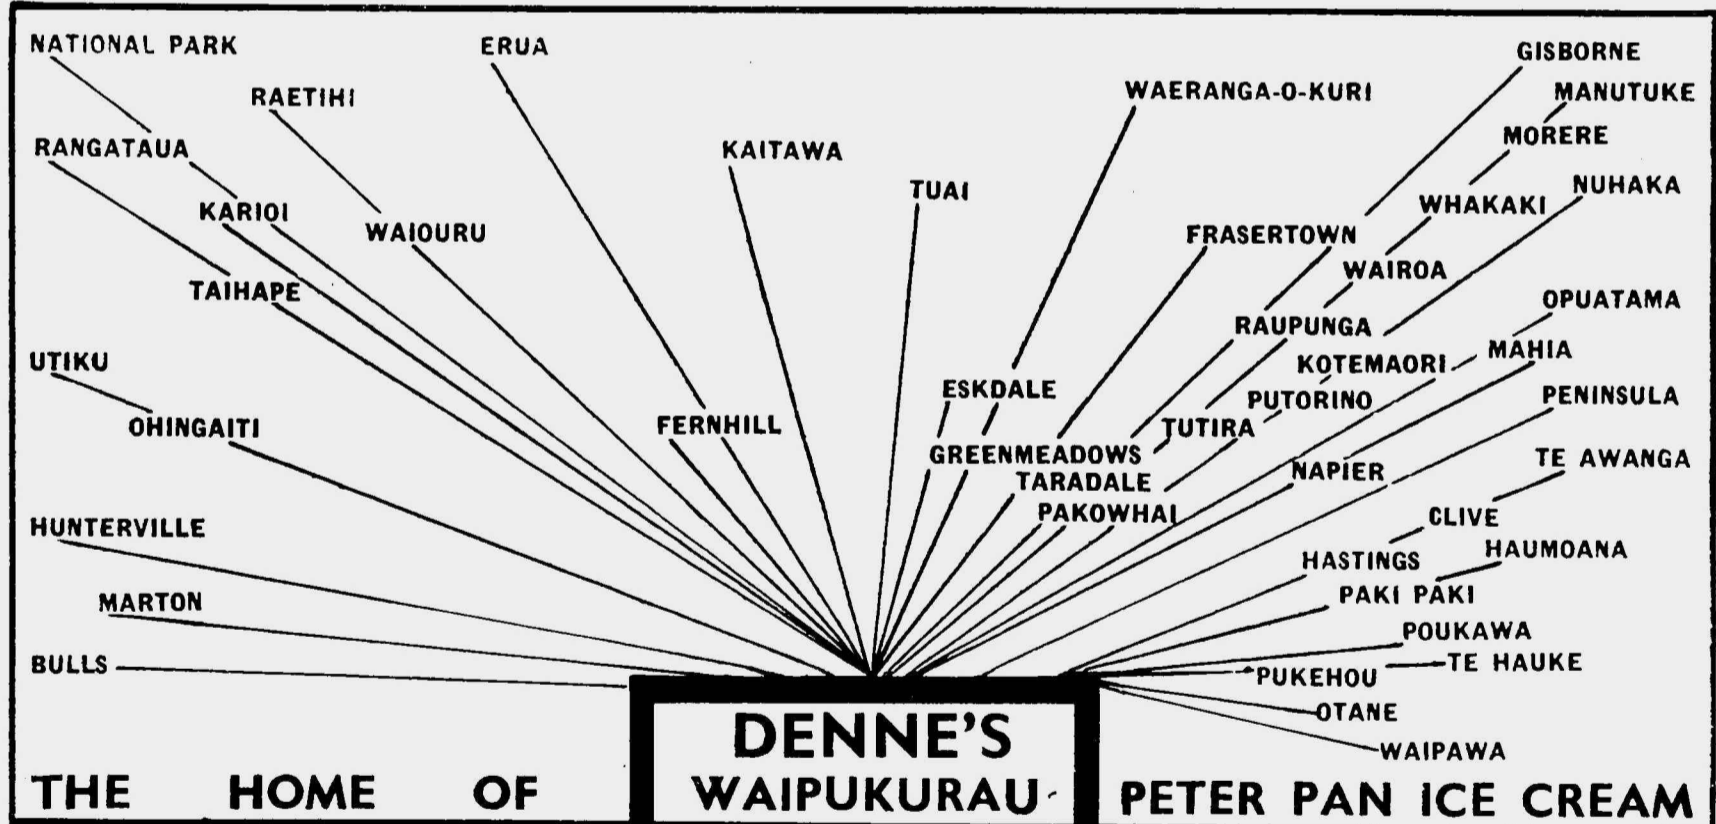 NATIONAL PARK
ERUA
GISBORNE
RAETIHI
WAERANGA-O-KURI
MANUTUKE
MORERE
RANGATAUA
KAITAWA
TUAI
NUHAKA
KARIOI
WHAKAKI
WAIOURU
FRASERTOWN
WAIROA
TAIHAPE
OPUATAMA
RAUPUNGA
UTIKU
KOTEMAORI
MAHIA
ESKDALE
PUTORINO
PENINSULA
OHINGAITI
FERNHILL
TUTIRA
GREENMEADOWS
TE AWANGA
TARADALE
NAPIER
PAKOWHAI
CLIVE
HUNTERVILLE
HAUMOANA
HASTINGS
PAKI PAKI
MARTON
POUKAWA
BULLS
TE HAUKE
PUKEHOU
OTANE
WAIPAWA
DENNE'S
WAIPUKURAU
THE HOME OF
PETER PAN ICE CREAM